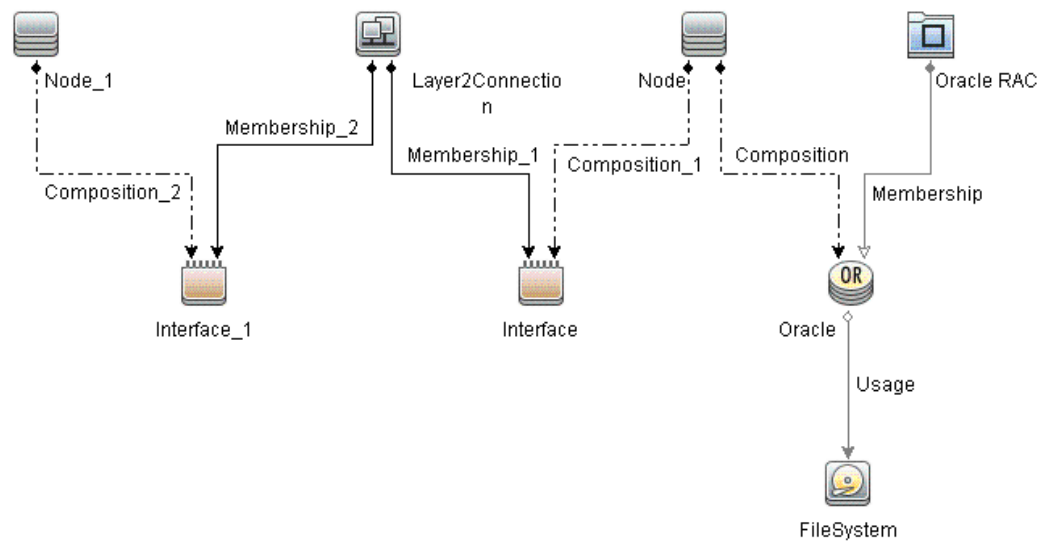 Node_1
Layer2Connectio
n
Node
Oracle RAC
Membership_2
Membership_1
Composition_1
Composition
Composition_2
Membership
OR
Interface_1
Interface
Oracle
Usage
FileSystem